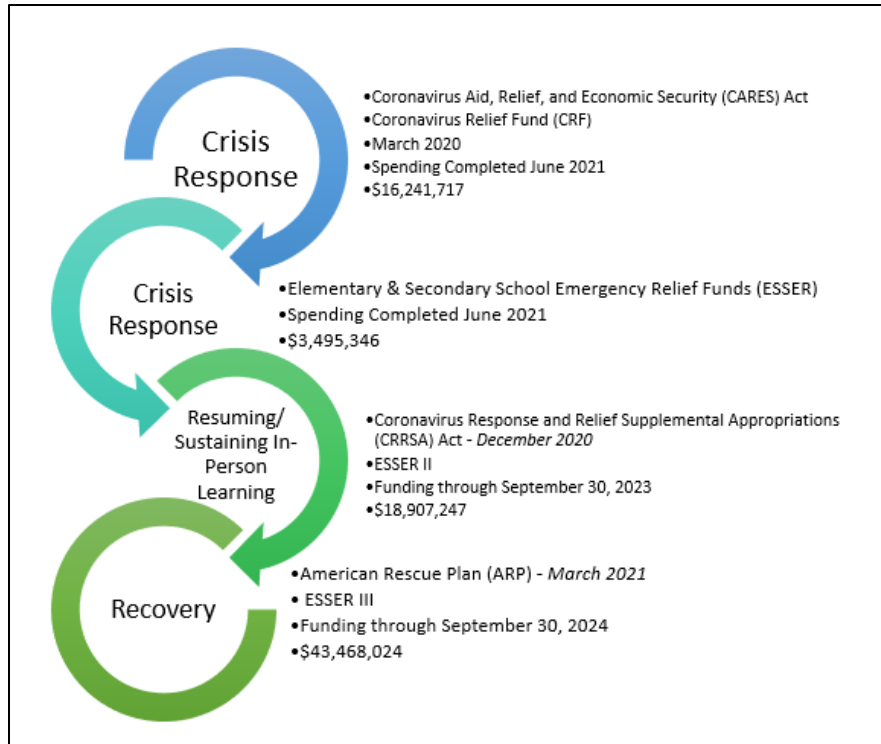 Crisis
Response
•Coronavirus Aid, Relief, and Economic Security (CARES) Act
•Coronavirus Relief Fund (CRF)
•March 2020
•Spending Completed June 2021
•$16,241,717
Crisis
Response
•Elementary & Secondary School Emergency Relief Funds (ESSER)
•Spending Completed June 2021
•$3,495,346
Resuming/
Sustaining In-
Person
Learning
•Coronavirus Response and Relief Supplemental Appropriations
(CRRSA) Act - December 2020
•ESSER II
•Funding through September 30, 2023
•$18,907,247
Recovery
•American Rescue Plan (ARP) - March 2021
• ESSER III
•Funding through September 30, 2024
•$43,468,024